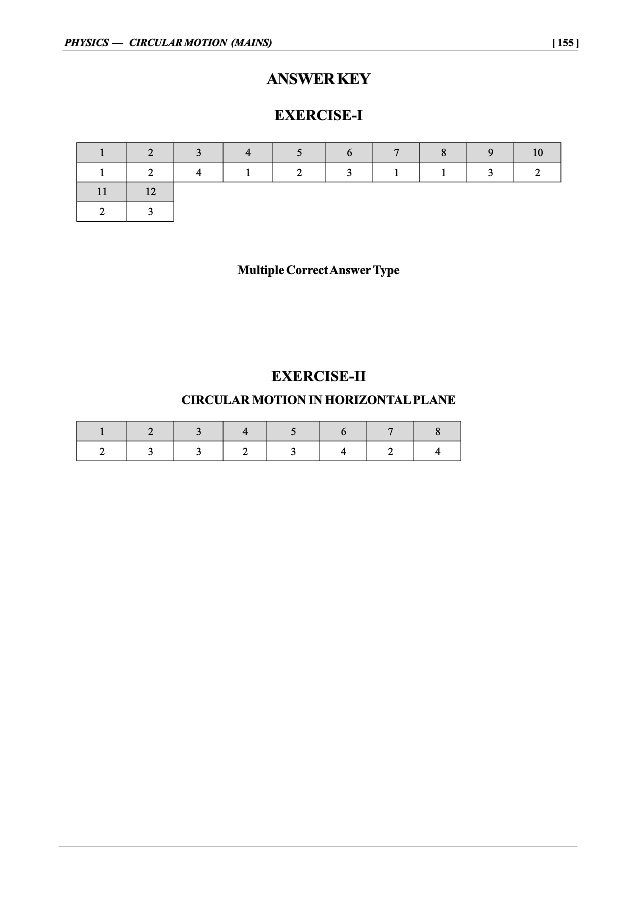 PHYSICS — CIRCULAR MOTION (MAINS) [155]
ANSWER KEY
EXERCISE-I
1 2 3 4 5 6 7 8 9 10
1 2 4 1 2 3 1 1 3 2
11 12
2 3
Multiple Correct Answer Type
EXERCISE-II
CIRCULAR MOTION IN HORIZONTAL PLANE
1 2 3 4 5 6 7 8
2 3 3 2 3 4 2 4